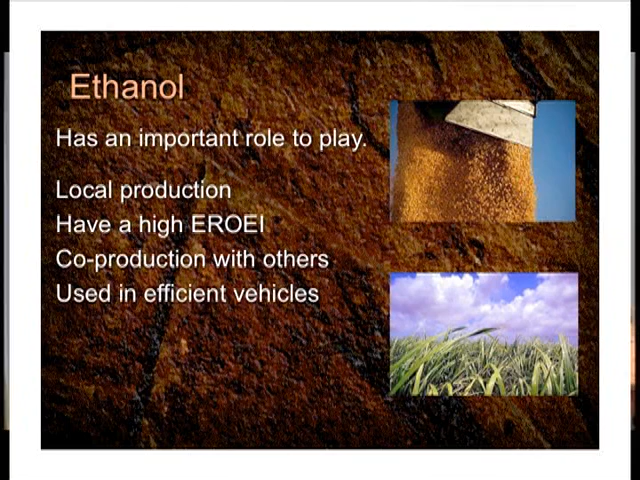 Ethanol
Has an important role to play.
Local production
Have a high EROEI
Co-production with others
Used in efficient vehicles